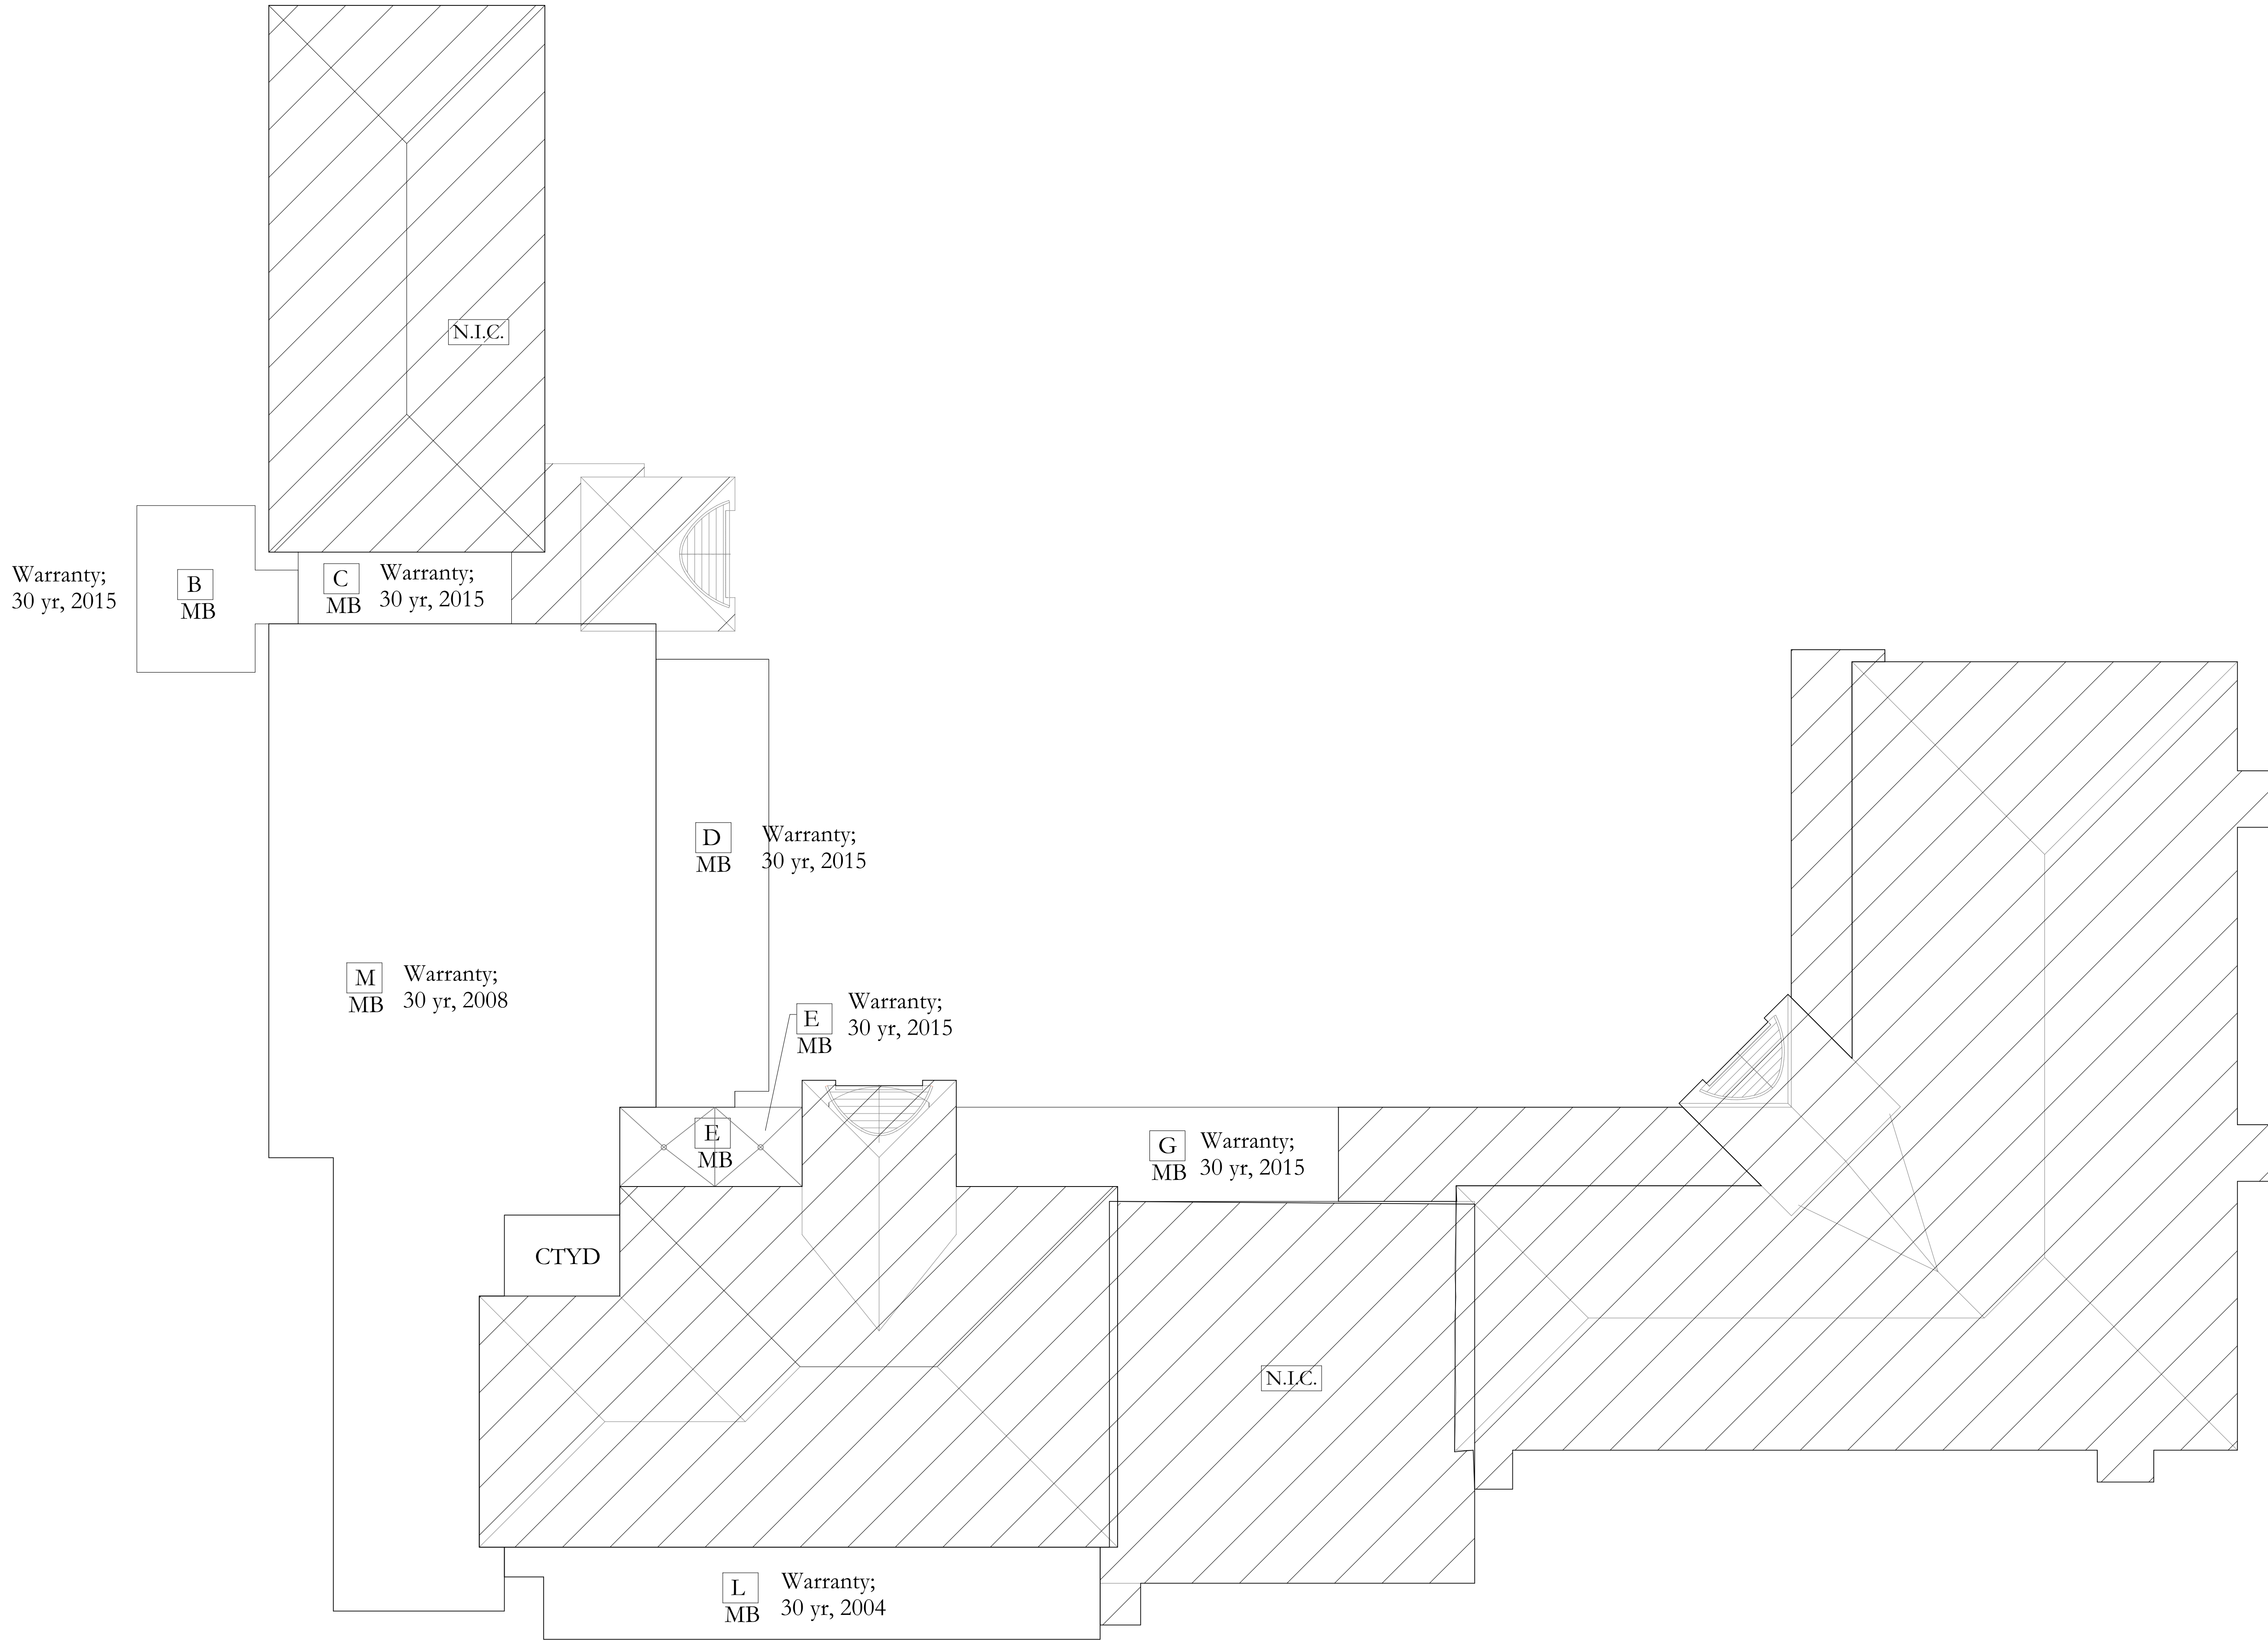 N.I.C.
Warranty;
30 yr, 2015
B
MB
C
MB
Warranty;
30 yr, 2015
D
MB
Warranty;
30 yr, 2015
M
MB
Warranty;
30 yr, 2008
E
MB
Warranty;
30 yr, 2015
E
MB
G
MB
Warranty;
30 yr, 2015
CTYD
N.I.C.
L
MB
Warranty;
30 yr, 2004